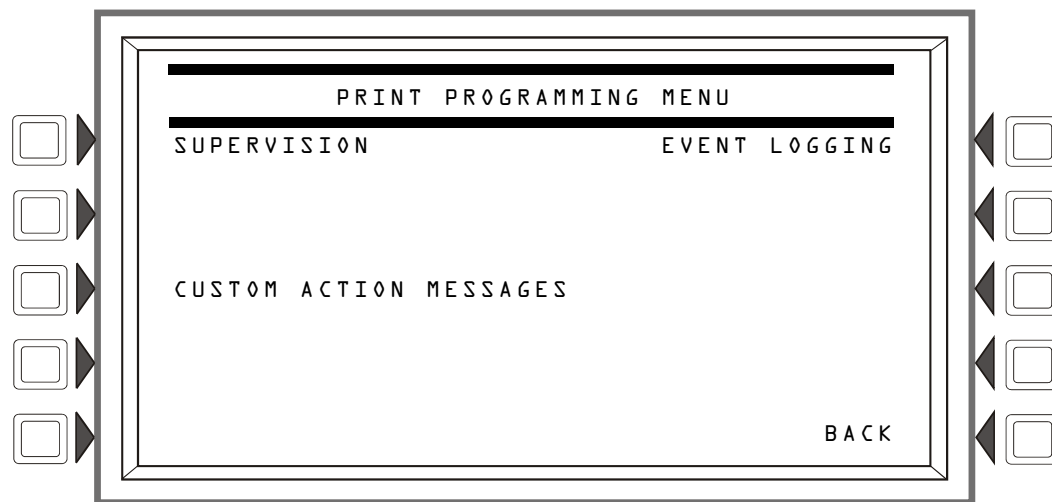 PRINT PROGRAMMING MENU
SUPERVISION EVENT LOGGING
CUSTOM ACTION MESSAGES
BACK